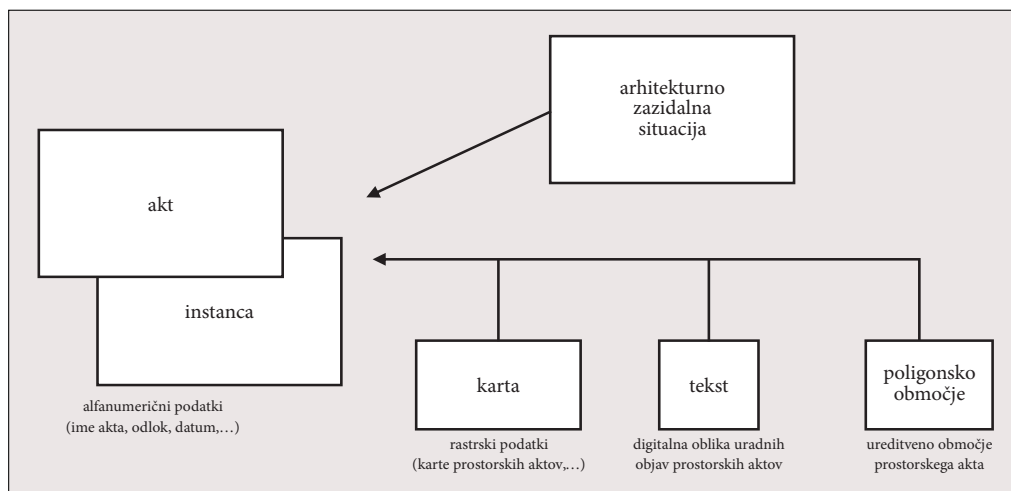 arhitekturno
zazidalna
situacija
akt
instanca
alfanumerični podatki
(ime akta, odlok, datum,…)
karta
rastrski podatki
(karte prostorskih aktov,…)
tekst
digitalna oblika uradnih
objav prostorskih aktov
poligonsko
območje
ureditveno območje
prostorskega akta